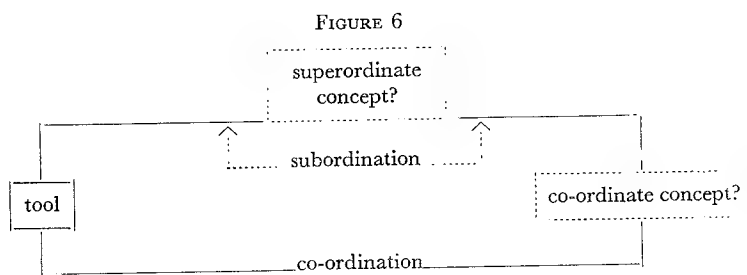 FIGURE 6
superordinate
concept?
subordination
tool
co-ordinate concept?
co-ordination